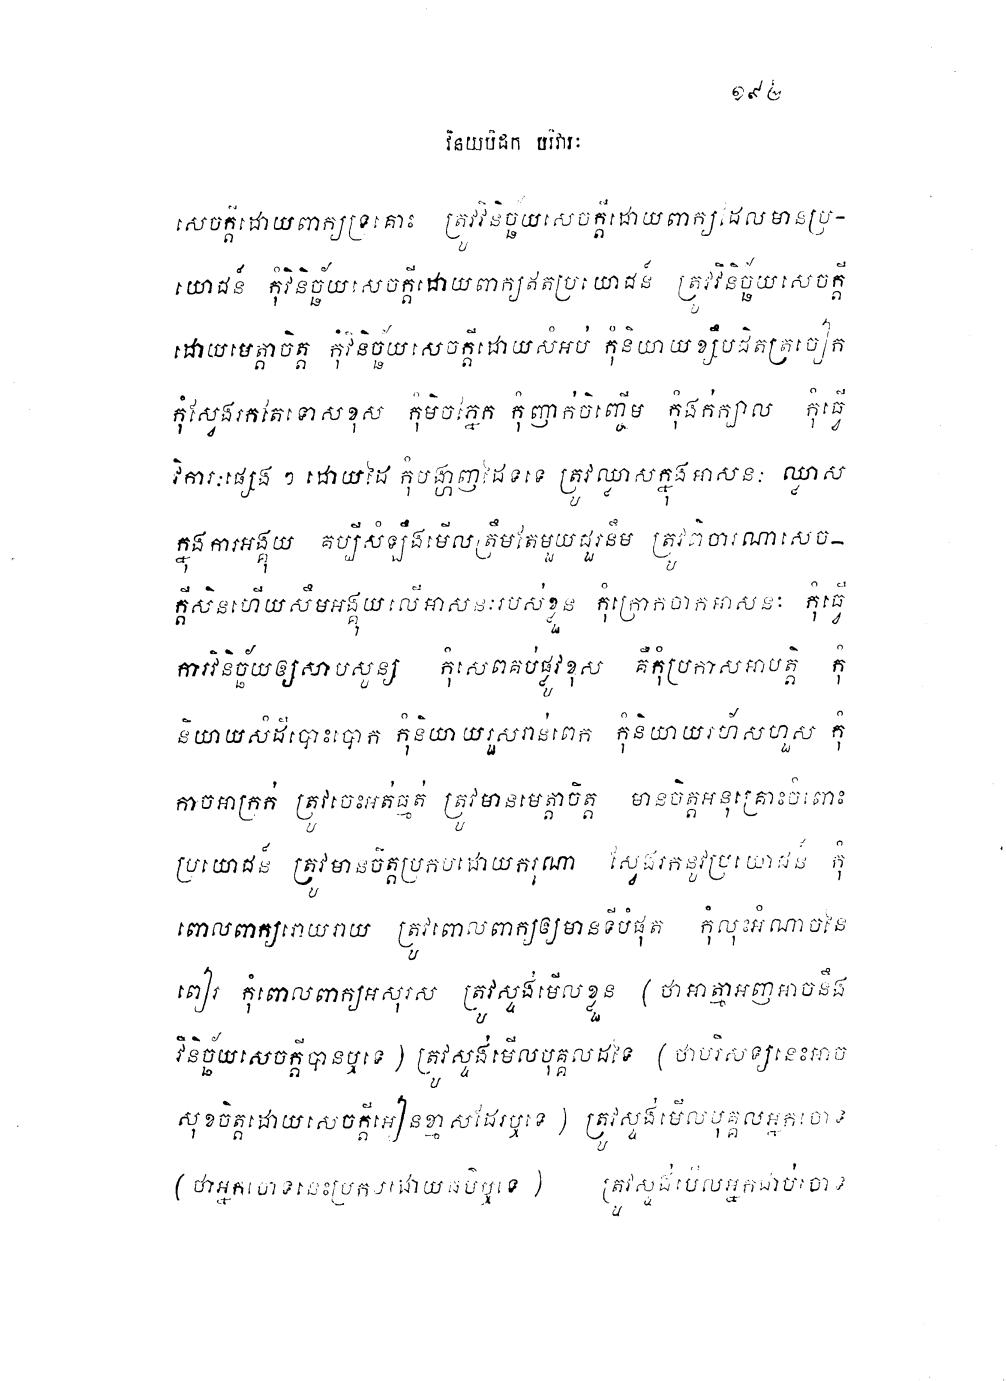 ១៩៤
វិនយបិដក បរិវារៈ
សេចក្តីដោយពាក្យទ្រគោះ ត្រូវវិនិច្ឆ័យសេចក្តីដោយពាក្យដែលមានប្រ-
យោជន៍ កុំវិនិច្ឆ័យសេចក្តីដោយពាក្យឥតប្រយោជន៍ ត្រូវវិនិច្ឆ័យសេចក្តី
ដោយមេត្តាចិត្ត កុំវិនិច្ឆ័យសេចក្តីដោយសំអប់ កុំនិយាយខ្សឹបជិតត្រចៀក
កុំស្វែងរកតែទោសខុស កុំមិចភ្នែក កុំញាក់ចិញ្ចើម កុំងក់ក្បាល កុំធ្វើ
វិការៈផ្សេង ៗ ដោយដៃ កុំបង្ហាញដៃទទេ ត្រូវឈ្លាសក្នុងអាសនៈ ឈ្លាស
ក្នុងការអង្គុយ គប្បីសំឡឹងមើលត្រឹមតែមួយជួរនឹម ត្រូវពិចារណាសេច-
ក្តីសិនហើយសឹមអង្គុយលើអាសនៈរបស់ខ្លួន កុំក្រោកចាកអាសនៈ កុំធ្វើ
ការវិនិច្ឆ័យឲ្យសាបសូន្យ កុំសេពគប់ផ្លូវខុស គឺកុំប្រកាសអាបត្តិ កុំ
និយាយសំដីបោះបោក កុំនិយាយរួសរាន់ពេក កុំនិយាយរហ័សហួស កុំ
កាចអាក្រក់ ត្រូវចេះអត់ធ្មត់ ត្រូវមានមេត្តាចិត្ត មានចិត្តអនុគ្រោះចំពោះ
ប្រយោជន៍ ត្រូវមានចិត្តប្រកបដោយករុណា ស្វែងរកនូវប្រយោជន៍ កុំ
ពោលពាក្យរោយរាយ ត្រូវពោលពាក្យឲ្យមានទីបំផុត កុំលុះអំណាចនៃ
ពៀរ កុំពោលពាក្យអសុរស ត្រូវស្ទង់មើលខ្លួន (ថាអាត្មាអញអាចនឹង
វិនិច្ឆ័យសេចក្តីបានឬទេ) ត្រូវស្ទង់មើលបុគ្គលដទៃ (ថាបរិសទ្យនេះអាច
សុខចិត្តដោយសេចក្តីអៀនខ្មាសដែរឬទេ) ត្រូវស្ទង់មើលបុគ្គលអ្នកចោទ
(ថាអ្នកចោទនេះប្រកបដោយធម៌ឬទេ) ត្រូវស្ទង់មើលអ្នកជាប់ចោទ